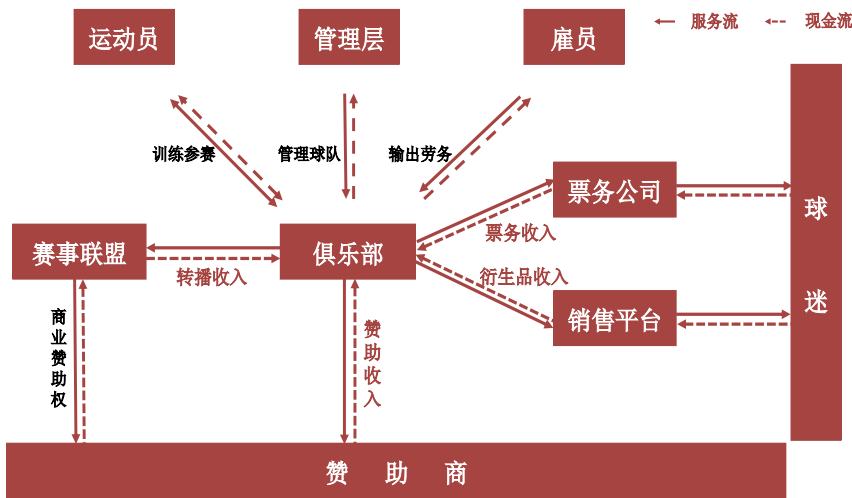 运动员
管理层
雇员
服务流
现金流
训练参赛
管理球队
输出劳务
票务公司
球迷
赛事联盟
俱乐部
票务收入
转播收入
衍生品收入
销售平台
商业赞助权
赞助收入
赞助商